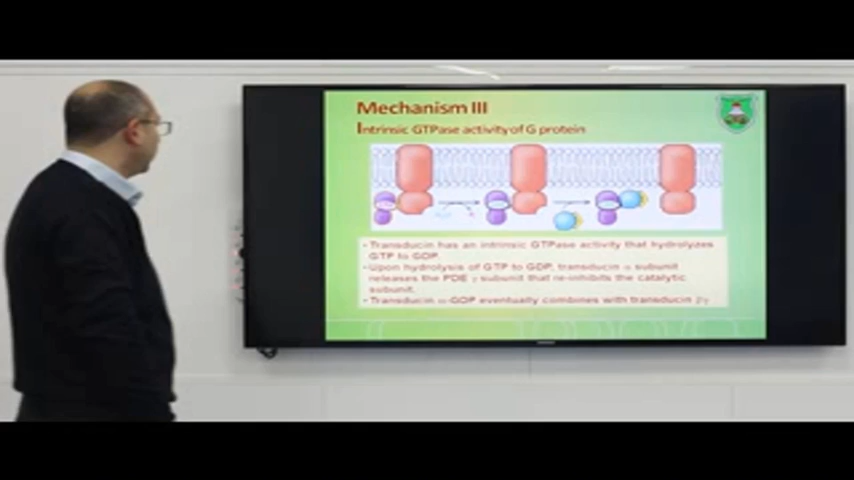 Mechanism III
Intrinsic GTPase activity of G protein
• Transducin has an intrinsic GTPase activity that hydrolyzes
GTP to GDP.
• Upon hydrolysis of GTP to GDP, transducin α subunit
releases the PDE γ subunit that re-inhibits the catalytic
subunit.
• Transducin α-GDP eventually combines with transducin βγ